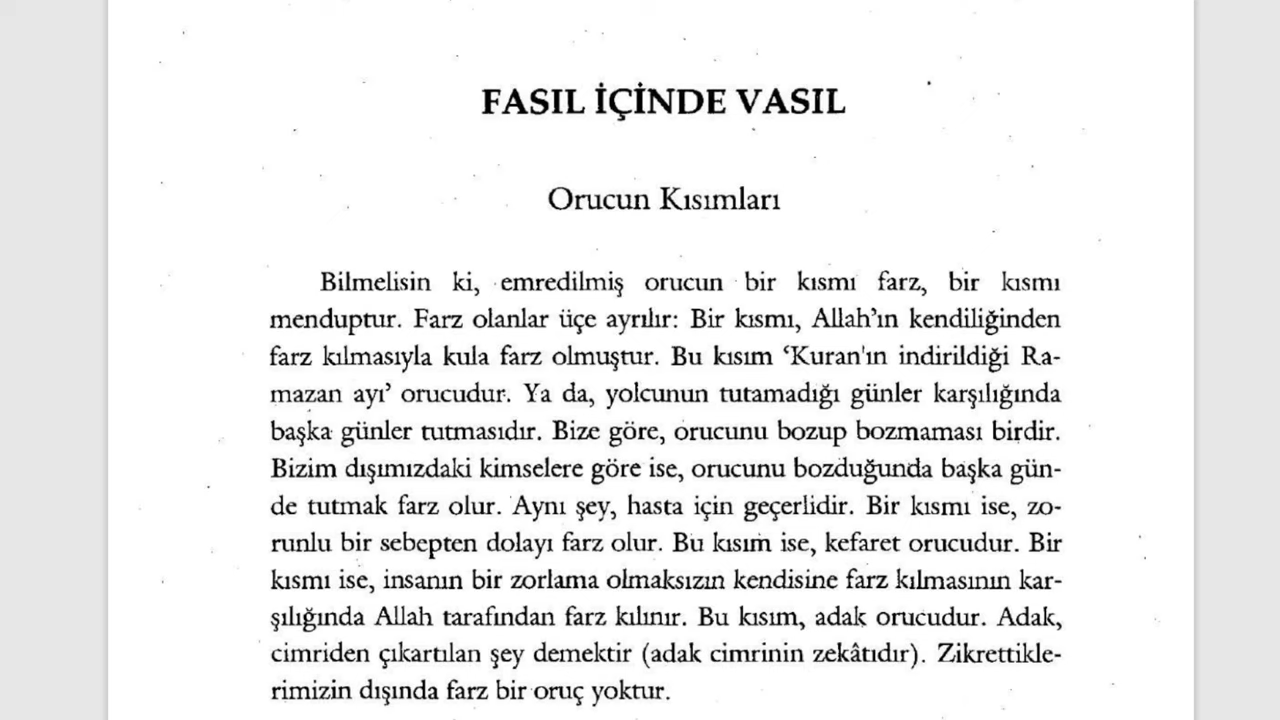 FASIL İÇİNDE VASIL
Orucun Kısımları
Bilmelisin ki, emredilmiş orucun bir kısmı farz, bir kısmı
menduptur. Farz olanlar üçe ayrılır: Bir kısmı, Allah’ın kendiliğinden
farz kılmasıyla kula farz olmuştur. Bu kısım ‘Kuran'ın indirildiği Ra-
mazan ayı’ orucudur. Ya da, yolcunun tutamadığı günler karşılığında
başka günler tutmasıdır. Bize göre, orucunu bozup bozmaması birdir.
Bizim dışımızdaki kimselere göre ise, orucunu bozduğunda başka gün-
de tutmak farz olur. Aynı şey, hasta için geçerlidir. Bir kısmı ise, zo-
runlu bir sebepten dolayı farz olur. Bu kısım ise, kefaret orucudur. Bir
kısmı ise, insanın bir zorlama olmaksızın kendisine farz kılmasının kar-
şılığında Allah tarafından farz kılınır. Bu kısım, adak orucudur. Adak,
cimriden çıkartılan şey demektir (adak cimrinin zekâtıdır). Zikrettikle-
rimizin dışında farz bir oruç yoktur.